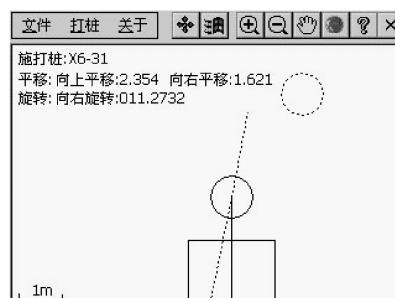 文件 打桩 关于
施打桩:X6-31
平移: 向上平移:2.354 向右平移:1.621
旋转: 向右旋转:011.2732
1m